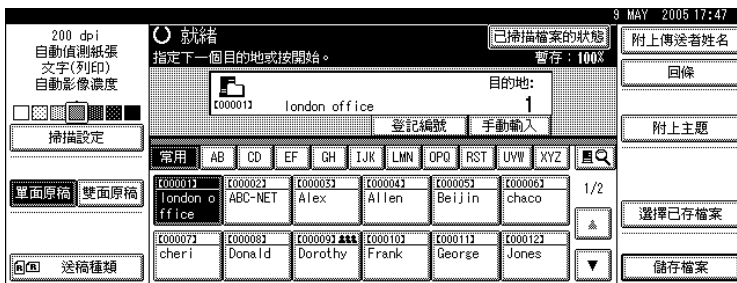 9 MAY 2005 17:47
200 dpi
自動偵測紙張
文字(列印)
自動影像濃度
掃描設定
單面原稿 雙面原稿
送稿種類
就緒
已掃描檔案的狀態
指定下一個目的地或按開始。
暫存：100%
[00001]
london office
目的地:
1
登記編號 手動輸入
常用 AB CD EF GH IJK LMN OPQ RST UVW XYZ
[00001] [00002] [00003] [00004] [00005] [00006]
london o ABC-NET Alex Allen Beijin chaco
ffice
[00007] [00008] [00009] [00010] [00011] [00012]
cheri Donald Dorothy Frank George Jones
1/2
▲
▼
附上傳送者姓名
回條
附上主題
選擇已存檔案
儲存檔案